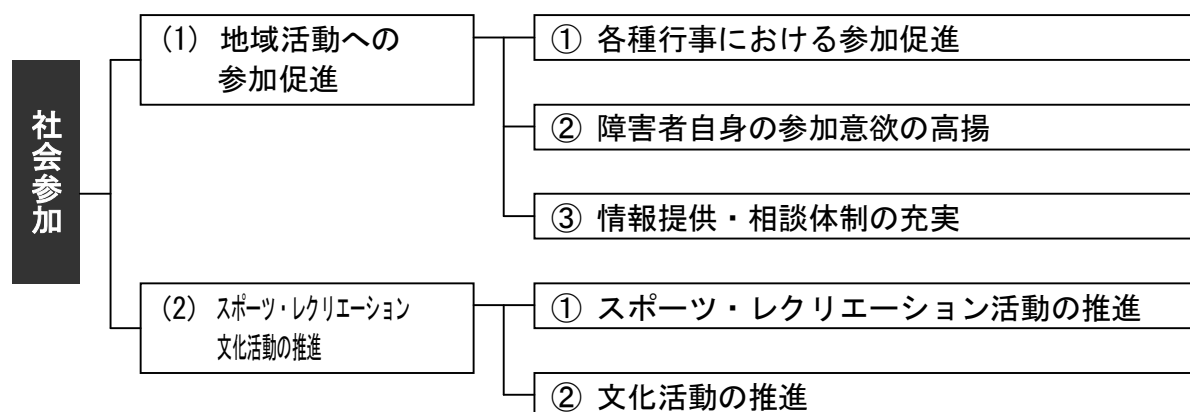 社会参加
(1) 地域活動への
参加促進
① 各種行事における参加促進
② 障害者自身の参加意欲の高揚
③ 情報提供・相談体制の充実
(2) スポーツ・レクリエーション
文化活動の推進
① スポーツ・レクリエーション活動の推進
② 文化活動の推進